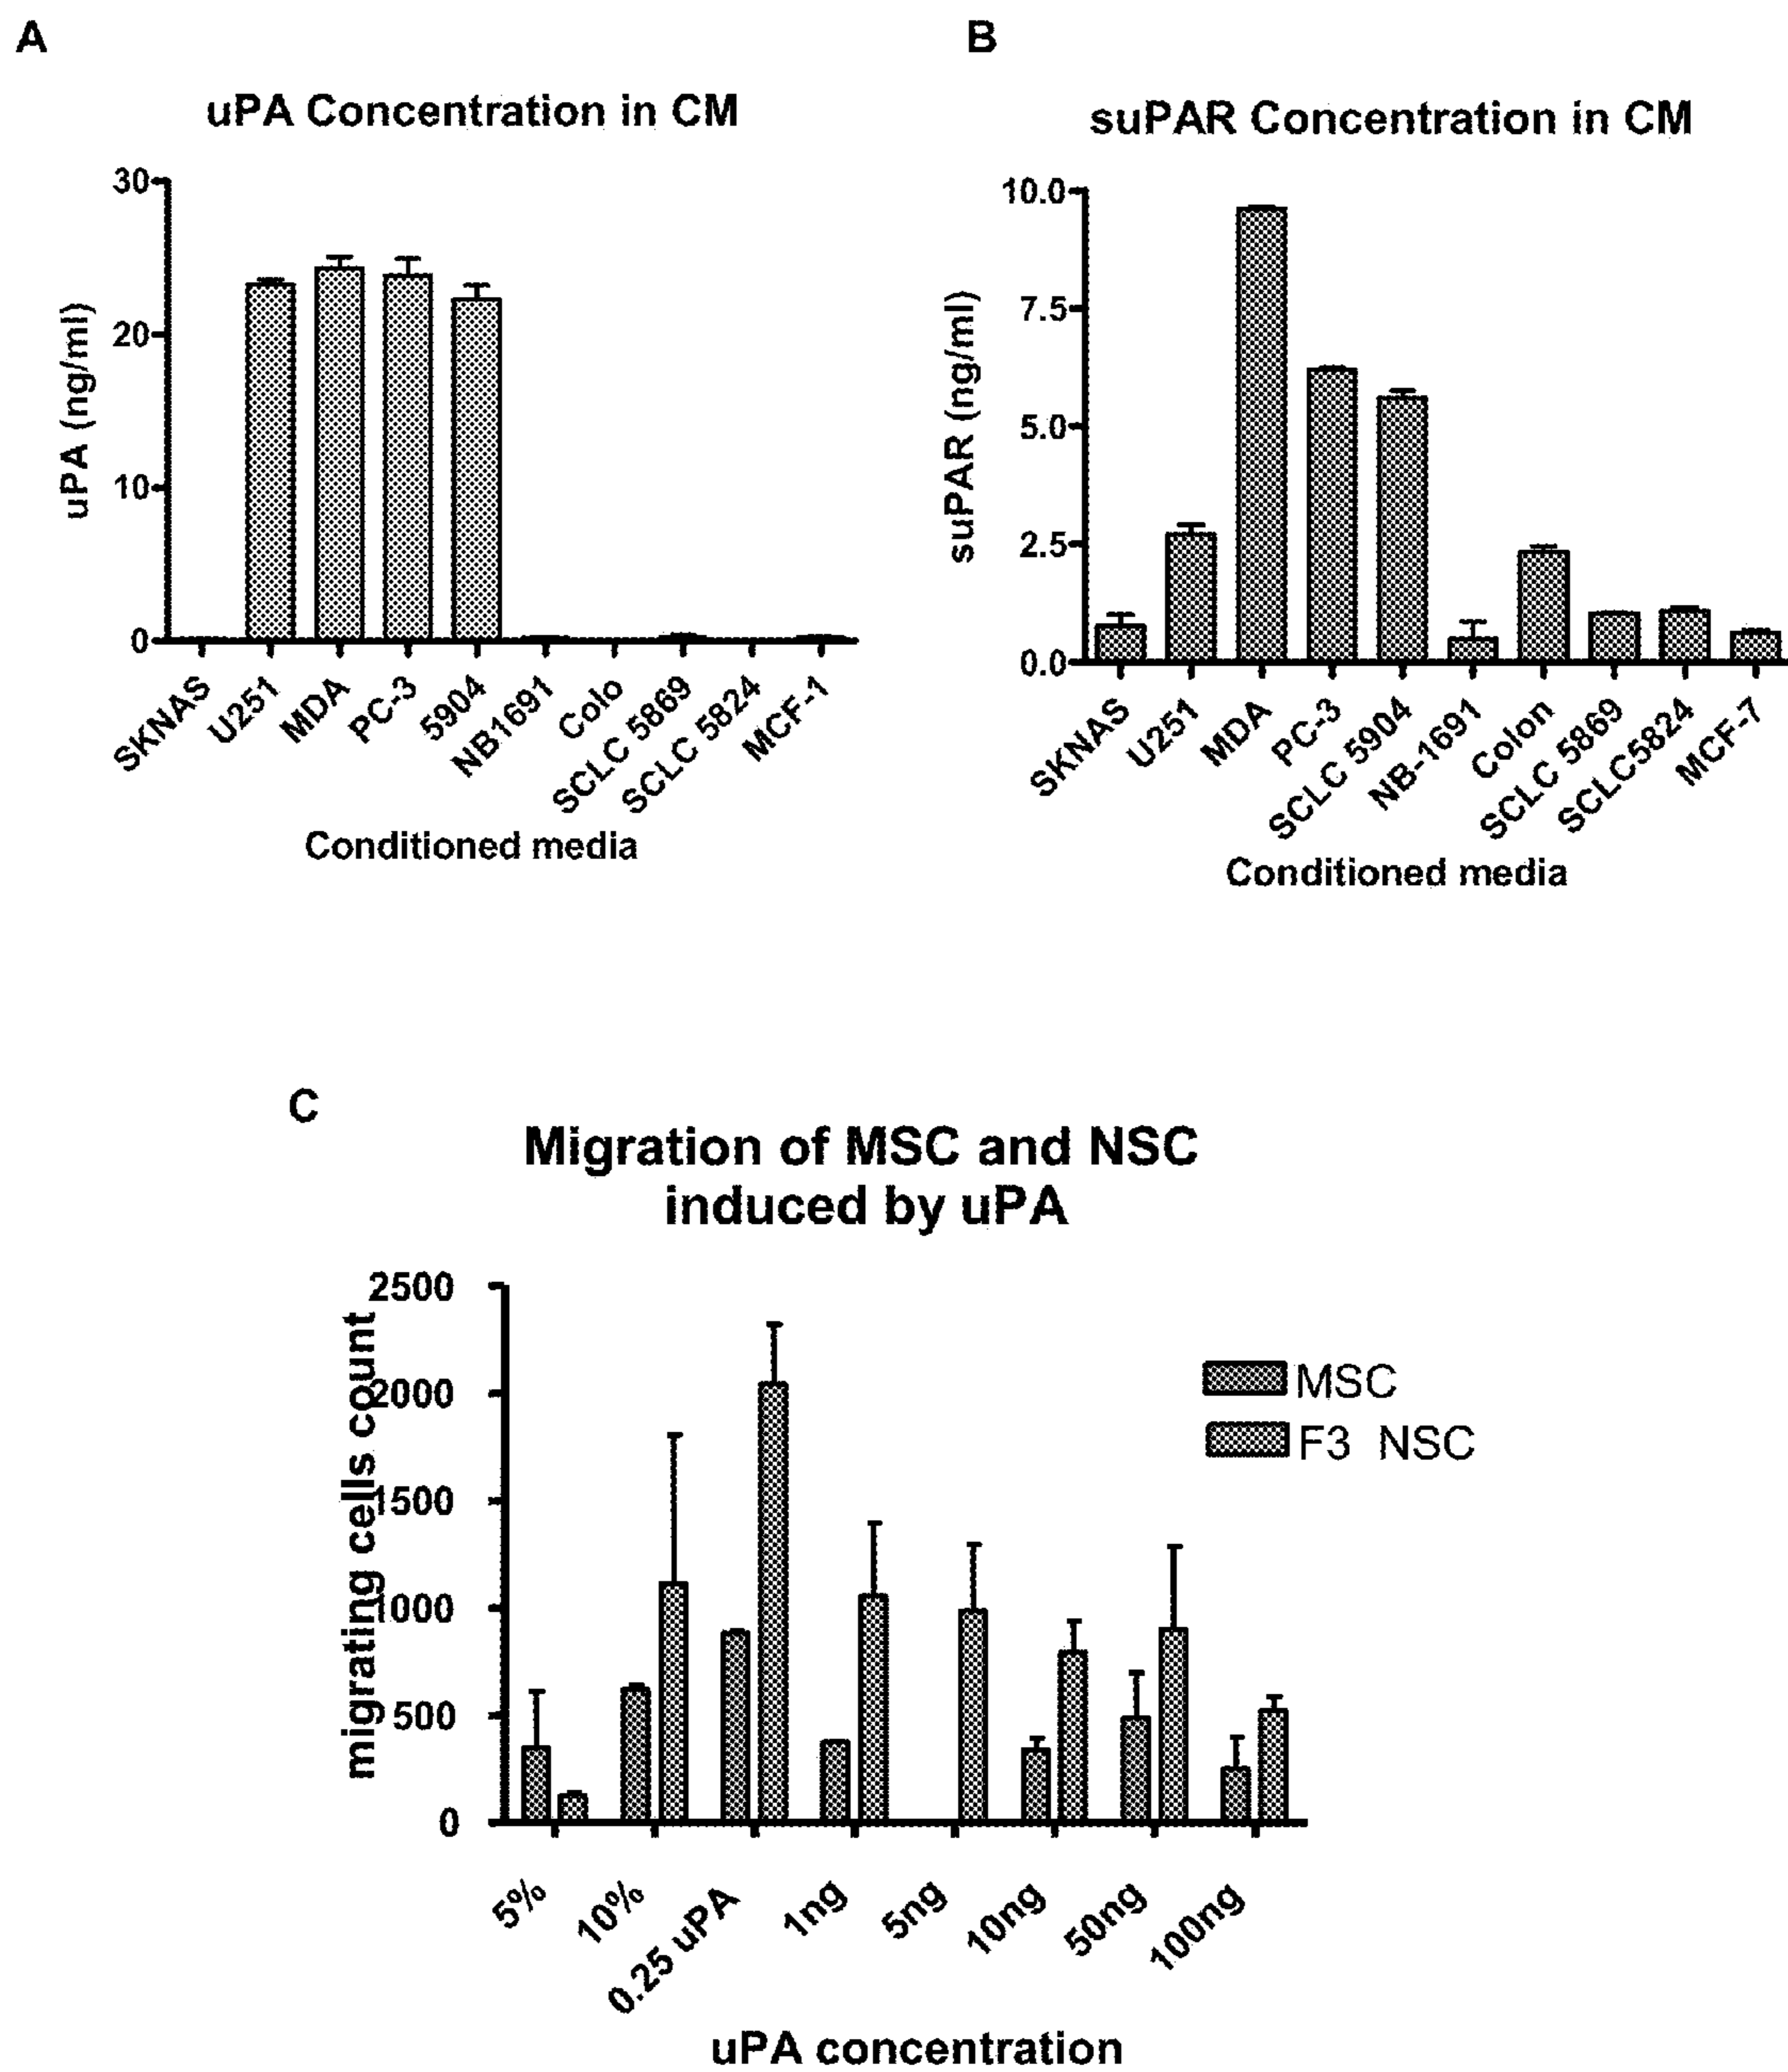 A
uPA Concentration in CM
30
20
10
0
uPA (ng/ml)
SKNAS
U251
MDA
PC-3
5904
NB1691
Colo
SCLC 5869
SCLC 5824
MCF-1
Conditioned media
B
suPAR Concentration in CM
10.0
7.5
5.0
2.5
0.0
suPAR (ng/ml)
SKNAS
U251
MDA
PC-3
SCLC 5904
NB-1691
Colon
SCLC 5869
SCLC5824
MCF-7
Conditioned media
C
Migration of MSC and NSC
induced by uPA
2500
2000
1500
1000
500
0
migrating cells count
MSC
F3 NSC
5%
10%
0.25 uPA
1ng
5ng
10ng
50ng
100ng
uPA concentration